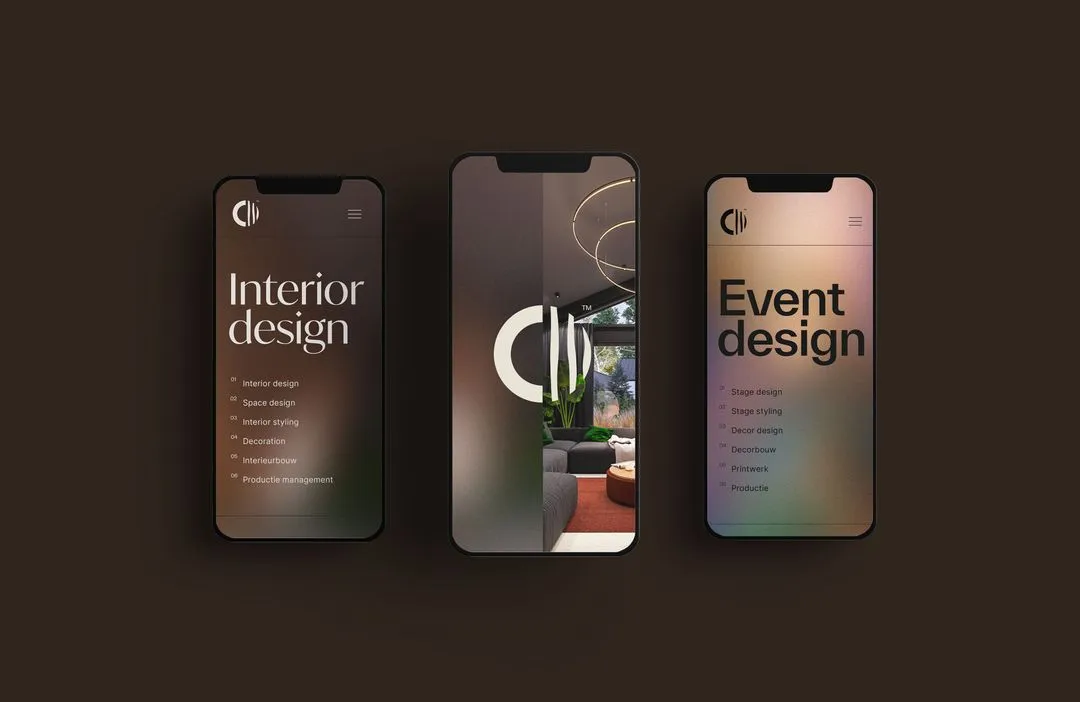 Interior
design
01 Interior design
02 Space design
03 Interior styling
04 Decoration
05 Interieurbouw
06 Productie management
TM
Event
design
01 Stage design
02 Stage styling
03 Decor design
04 Decorbouw
05 Printwerk
06 Productie